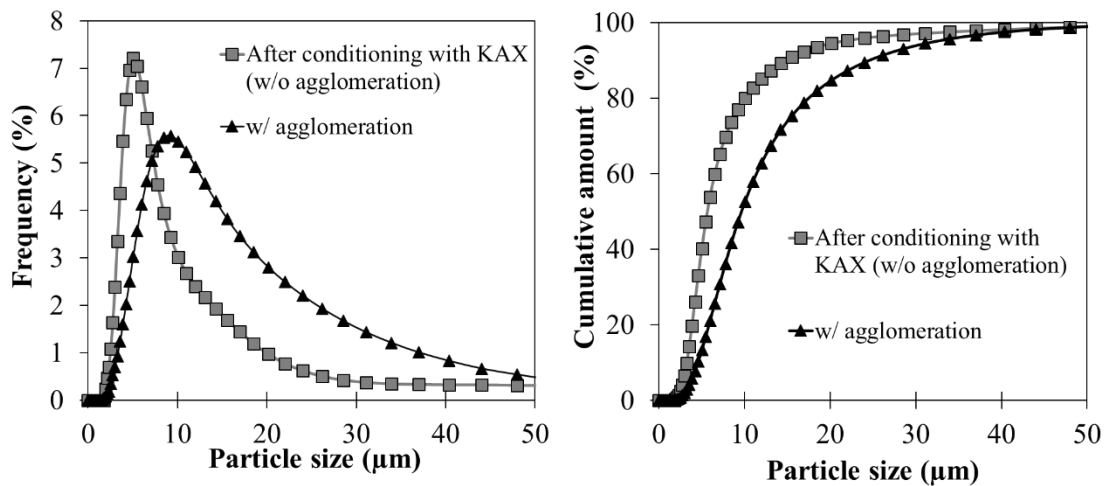 8
7
6
5
4
3
2
1
0
Frequency (%)
After conditioning with KAX
(w/o agglomeration)
w/ agglomeration
0 10 20 30 40 50
Particle size (µm)
100
80
60
40
20
0
Cumulative amount (%)
After conditioning with
KAX (w/o agglomeration)
w/ agglomeration
0 10 20 30 40 50
Particle size (µm)